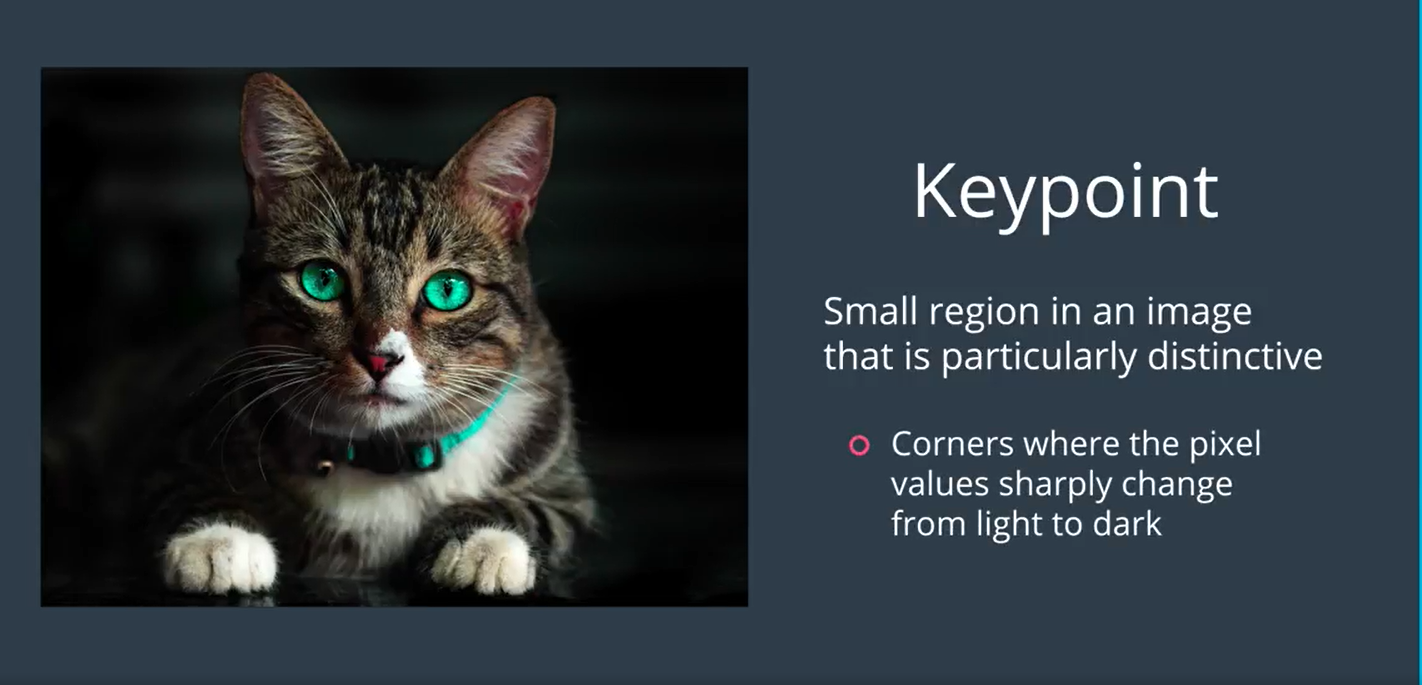 Keypoint
Small region in an image
that is particularly distinctive
Corners where the pixel
values sharply change
from light to dark